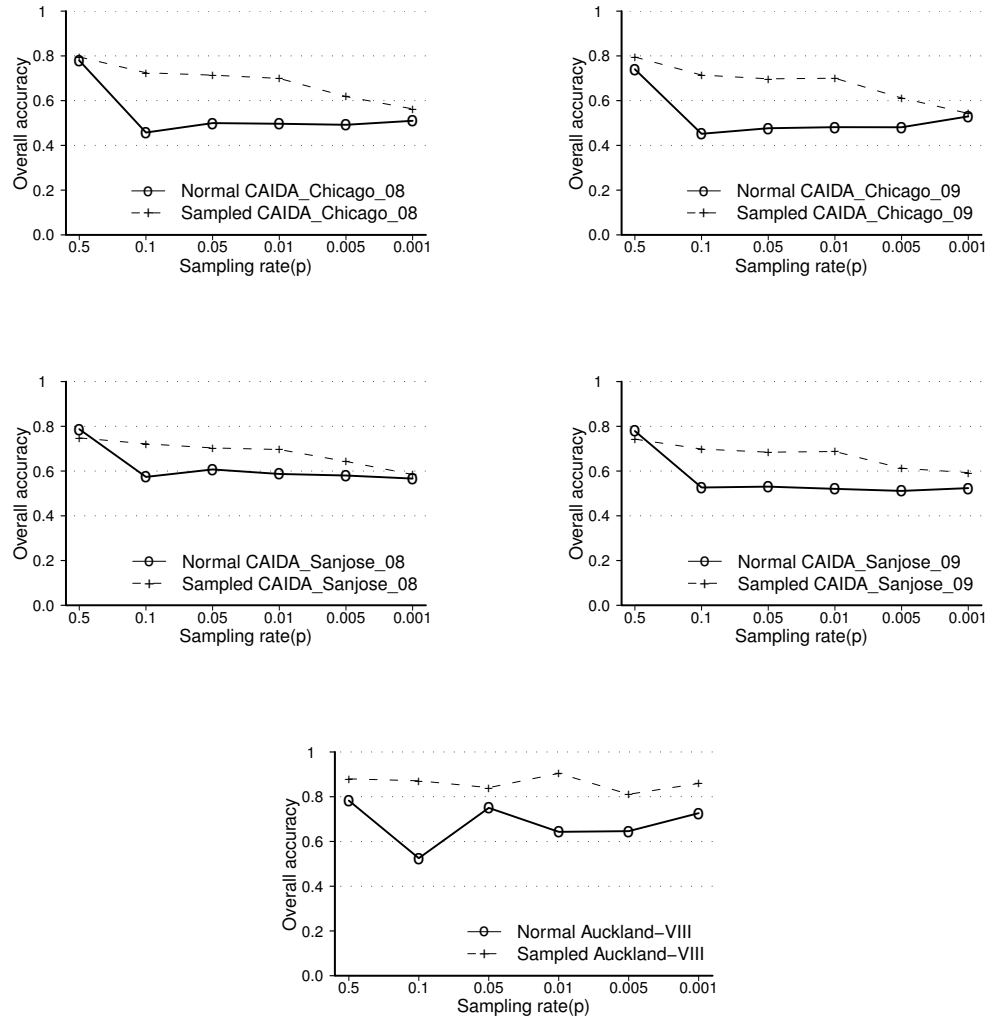 1
0.8
0.6
0.4
0.2
0.0
Overall accuracy
Normal CAIDA_Chicago_08
Sampled CAIDA_Chicago_08
0.5 0.1 0.05 0.01 0.005 0.001
Sampling rate(p)
1
0.8
0.6
0.4
0.2
0.0
Overall accuracy
Normal CAIDA_Chicago_09
Sampled CAIDA_Chicago_09
0.5 0.1 0.05 0.01 0.005 0.001
Sampling rate(p)
1
0.8
0.6
0.4
0.2
0.0
Overall accuracy
Normal CAIDA_Sanjose_08
Sampled CAIDA_Sanjose_08
0.5 0.1 0.05 0.01 0.005 0.001
Sampling rate(p)
1
0.8
0.6
0.4
0.2
0.0
Overall accuracy
Normal CAIDA_Sanjose_09
Sampled CAIDA_Sanjose_09
0.5 0.1 0.05 0.01 0.005 0.001
Sampling rate(p)
1
0.8
0.6
0.4
0.2
0.0
Overall accuracy
Normal Auckland−VIII
Sampled Auckland−VIII
0.5 0.1 0.05 0.01 0.005 0.001
Sampling rate(p)